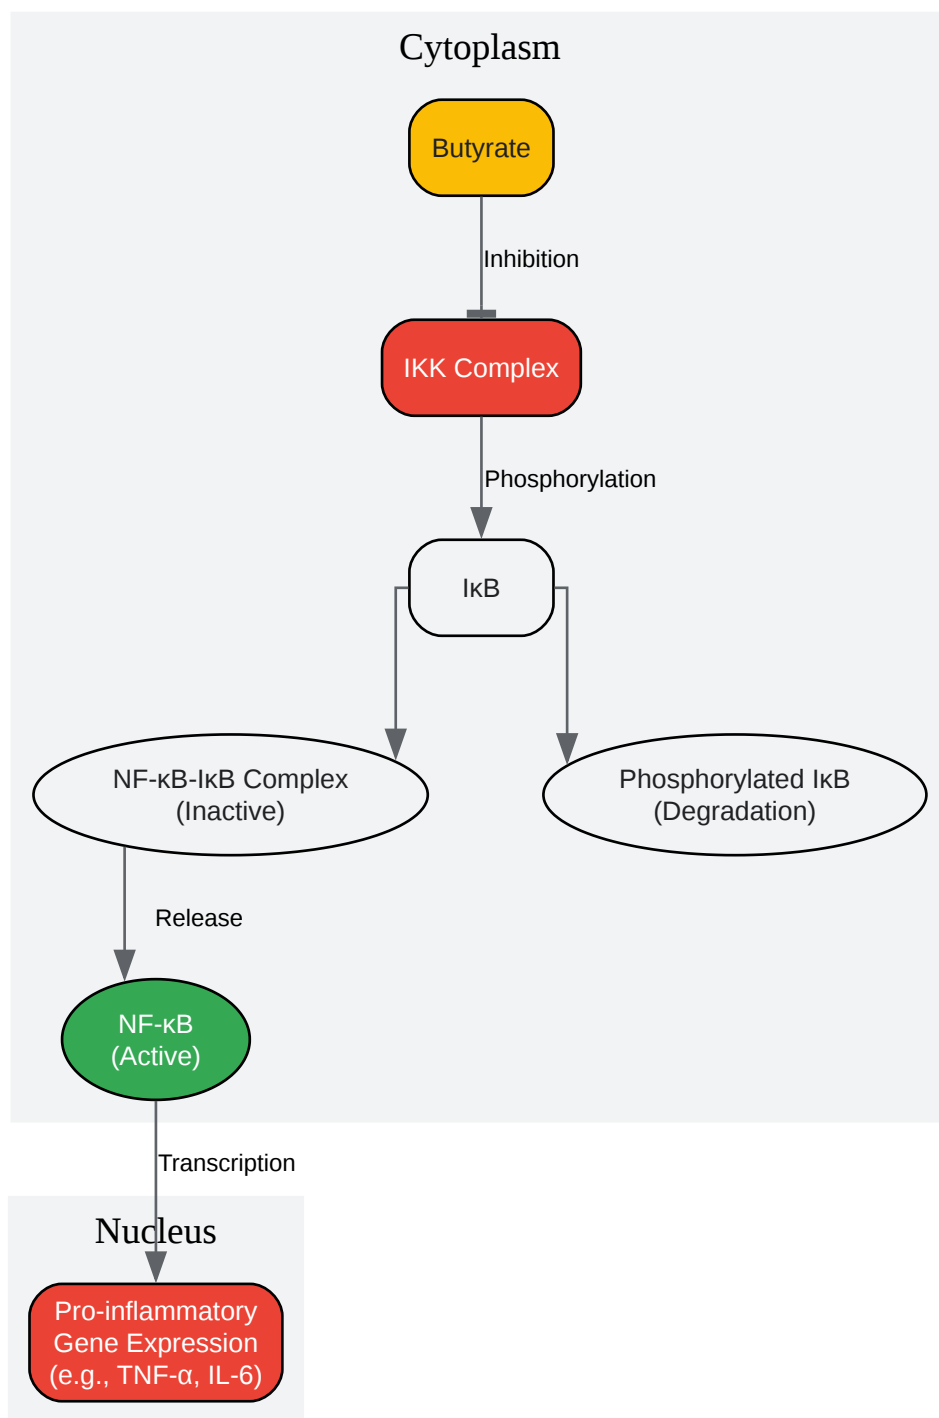 Cytoplasm
Butyrate
Inhibition
IKK Complex
Phosphorylation
IκB
NF-κB-IκB Complex
(Inactive)
Phosphorylated IκB
(Degradation)
Release
NF-κB
(Active)
Transcription
Nucleus
Pro-inflammatory
Gene Expression
(e.g., TNF-α, IL-6)